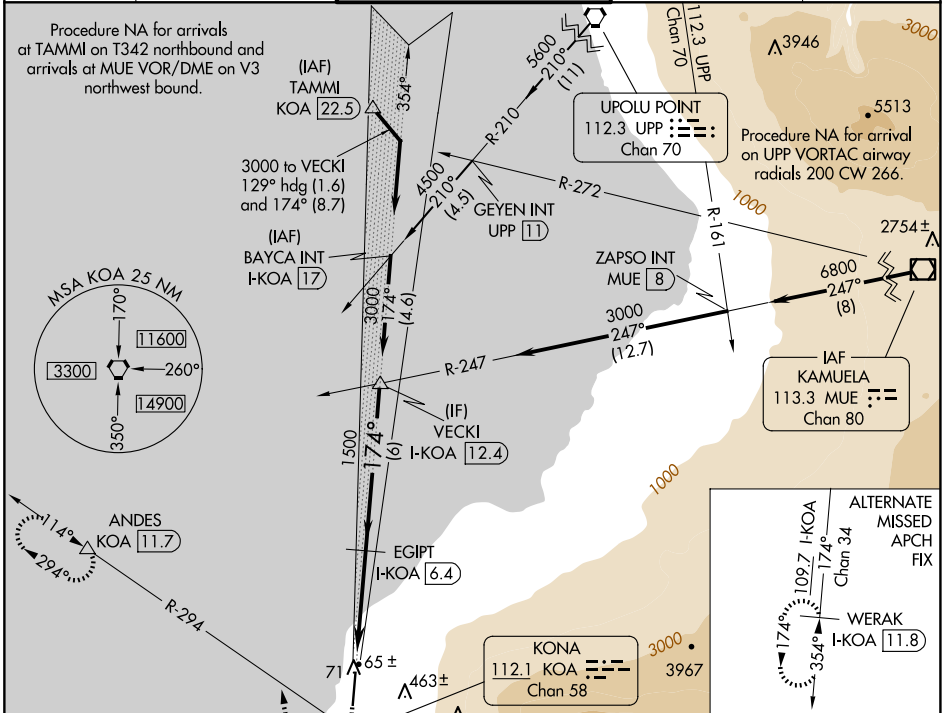 Procedure NA for arrivals
at TAMMI on T342 northbound and
arrivals at MUE VOR/DME on V3
northwest bound.
(IAF)
TAMMI
KOA 22.5
354°
5600
210°
(11)
112.3 UPP
Chan 70
3946
3000
5513
UPOLU POINT
112.3 UPP
Chan 70
Procedure NA for arrival
on UPP VORTAC airway
radials 200 CW 266.
R-210
3000 to VECKI
129° hdg (1.6)
and 174° (8.7)
4500
210°
(4.5)
R-272
GEYEN INT
UPP 11
R-161
1000
2754±
(IAF)
BAYCA INT
I-KOA 17
ZAPSO INT
MUE 8
6800
247°
(8)
MSA KOA 25 NM
170°
11600
3300
260°
14900
350°
3000
174°
(4.6)
3000
247°
(12.7)
R-247
IAF
KAMUELA
113.3 MUE
Chan 80
(IF)
VECKI
I-KOA 12.4
1500
174°
(6)
1000
ANDES
KOA 11.7
114°
294°
R-294
EGIPT
I-KOA 6.4
ALTERNATE
MISSED
APCH
FIX
109.7 I-KOA
174°
Chan 34
WERAK
I-KOA 11.8
174°
354°
71
65 ±
463±
KONA
112.1 KOA
Chan 58
3000
3967